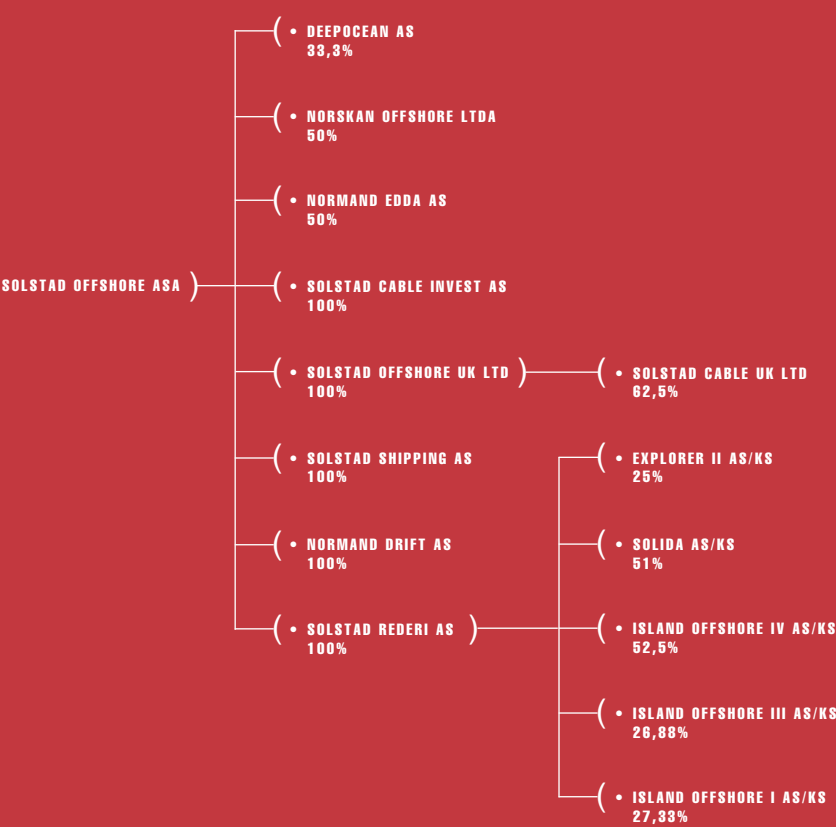 SOLSTAD OFFSHORE ASA )
( • DEEPOCEAN AS
33,3%
( • NORSKAN OFFSHORE LTDA
50%
( • NORMAND EDDA AS
50%
( • SOLSTAD CABLE INVEST AS
100%
( • SOLSTAD OFFSHORE UK LTD )
100%
( • SOLSTAD CABLE UK LTD
62,5%
( • SOLSTAD SHIPPING AS
100%
( • NORMAND DRIFT AS
100%
( • SOLSTAD REDERI AS )
100%
( • EXPLORER II AS/KS
25%
( • SOLIDA AS/KS
51%
( • ISLAND OFFSHORE IV AS/KS
52,5%
( • ISLAND OFFSHORE III AS/KS
26,88%
( • ISLAND OFFSHORE I AS/KS
27,33%